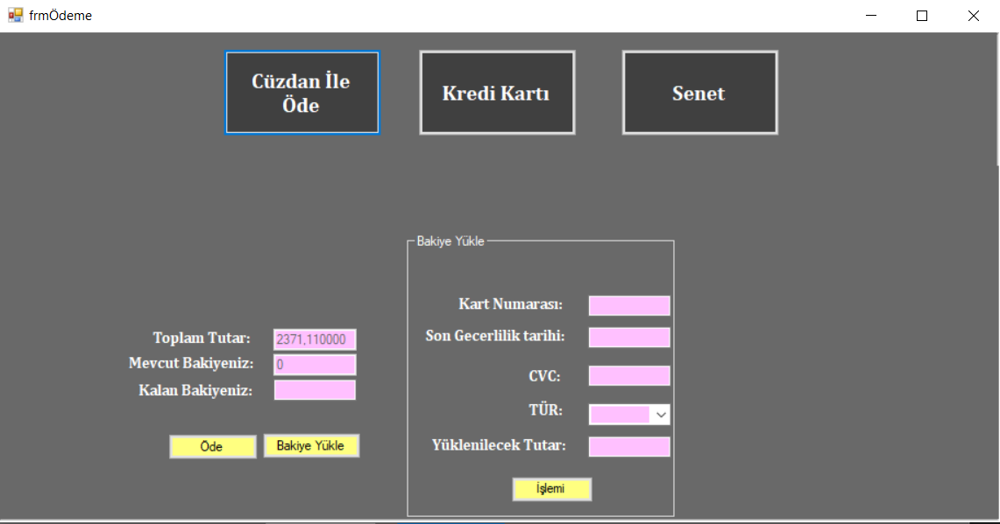 frmÖdeme
Cüzdan İle
Öde
Kredi Kartı
Senet
Bakiye Yükle
Kart Numarası:
Son Gecerlilik tarihi:
CVC:
TÜR:
Yüklenilecek Tutar:
İşlemi
Toplam Tutar: 2371,110000
Mevcut Bakiyeniz: 0
Kalan Bakiyeniz:
Öde
Bakiye Yükle